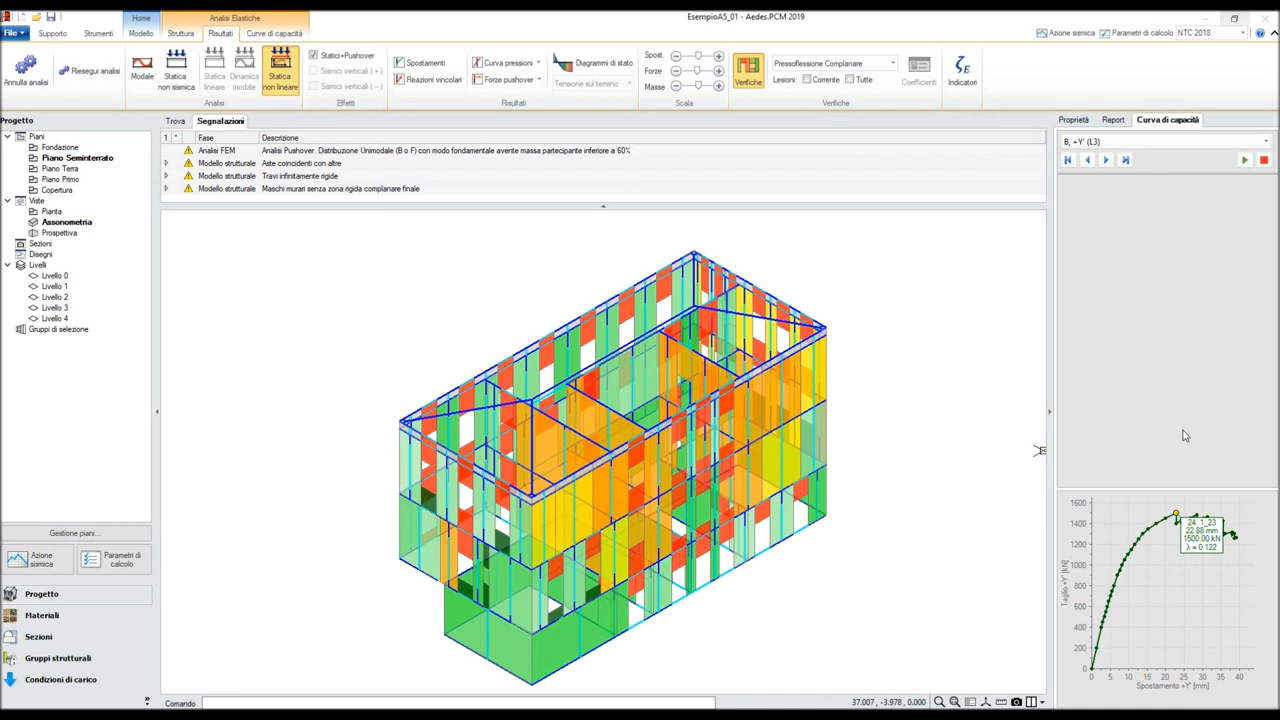 EsempioA5_01 - Aedes.PCM 2019
Home
Analisi Elastiche
File
Supporto
Strumenti
Modello
Struttura
Risultati
Curve di capacità
Azione sismica
Parametri di calcolo
NTC 2018
Annulla analisi
Riesegui analisi
Modale
Statica non sismica
Statica lineare
Dinamica modale
Statica non lineare
Analisi
Statici+Pushover
Sismici verticali (+)
Sismici verticali (-)
Effetti
Spostamenti
Reazioni vincolari
Curva pressioni
Forze pushover
Diagrammi di stato
Tensione sul terreno
Risultati
Spost.
Forze
Masse
Scala
Verifiche
Pressoflessione Complanare
Lesioni:
Corrente
Tutte
Coefficienti
Verifiche
ζE
Indicatori
Progetto
Piani
Fondazione
Piano Seminterrato
Piano Terra
Piano Primo
Copertura
Viste
Pianta
Assonometria
Prospettiva
Sezioni
Disegni
Livelli
Livello 0
Livello 1
Livello 2
Livello 3
Livello 4
Gruppi di selezione
Gestione piani...
Azione sismica
Parametri di calcolo
Progetto
Materiali
Sezioni
Gruppi strutturali
Condizioni di carico
Trova
Segnalazioni
1 * Fase Descrizione
Analisi FEM Analisi Pushover. Distribuzione Unimodale (B o F) con modo fondamentale avente massa partecipante inferiore a 60%
Modello strutturale Aste coincidenti con altre
Modello strutturale Travi infinitamente rigide
Modello strutturale Maschi murari senza zona rigida complanare finale
Comando
37.007 , -3.978 , 0.000
Proprietà
Report
Curva di capacità
B, +Y' (L3)
1600
1400
1200
1000
800
600
400
200
0
Taglio +Y' [kN]
24. 1_23
22.88 mm
1500.00 kN
λ = 0.122
0 5 10 15 20 25 30 35 40
Spostamento +Y' [mm]